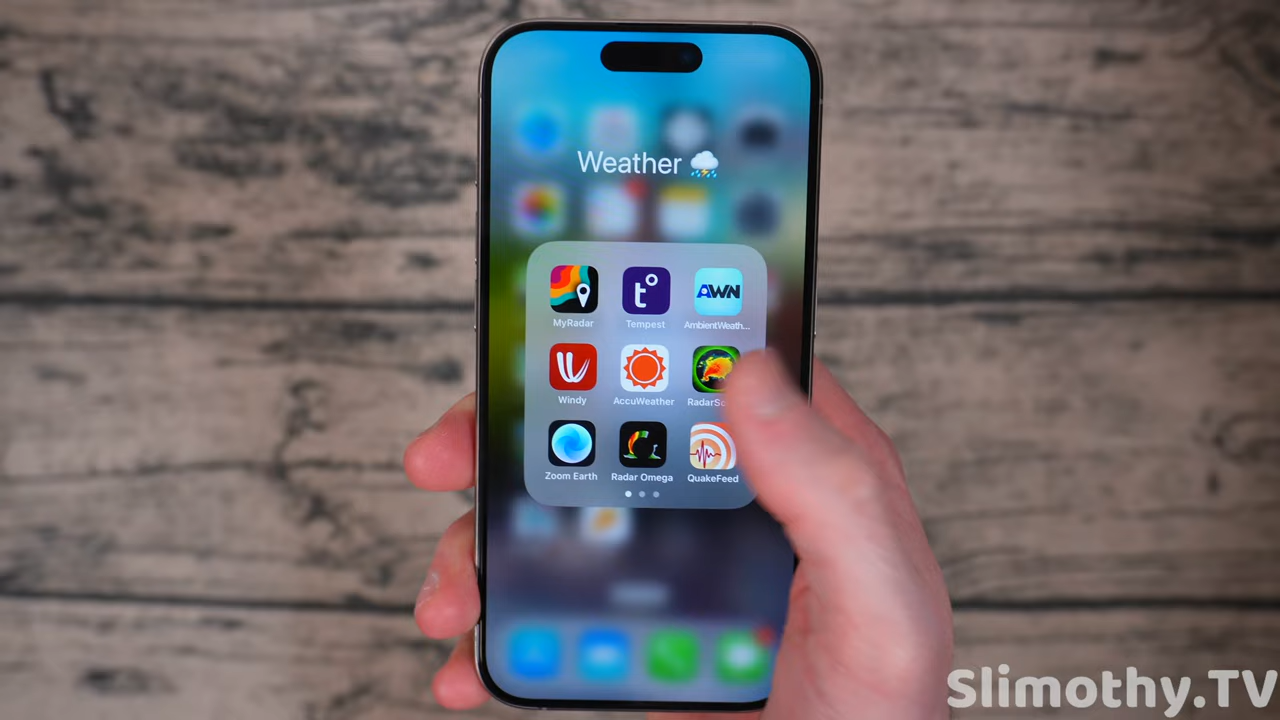 Weather
t
AWN
MyRadar
Tempest
AmbientWeath...
Windy
AccuWeather
Zoom Earth
Radar Omega
QuakeFeed
Slimothy.TV